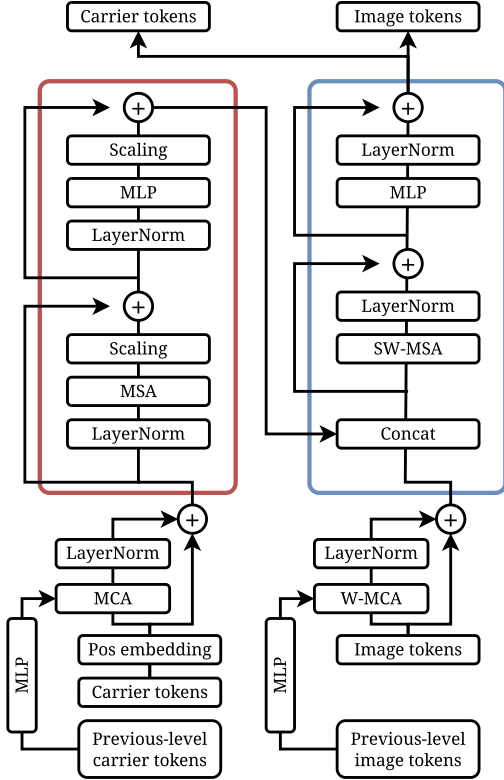 Carrier tokens
Image tokens
+
Scaling
MLP
LayerNorm
+
Scaling
MSA
LayerNorm
+
LayerNorm
MLP
+
LayerNorm
SW-MSA
Concat
+
LayerNorm
MCA
MLP
Pos embedding
Carrier tokens
Previous-level
carrier tokens
+
LayerNorm
W-MCA
MLP
Image tokens
Previous-level
image tokens